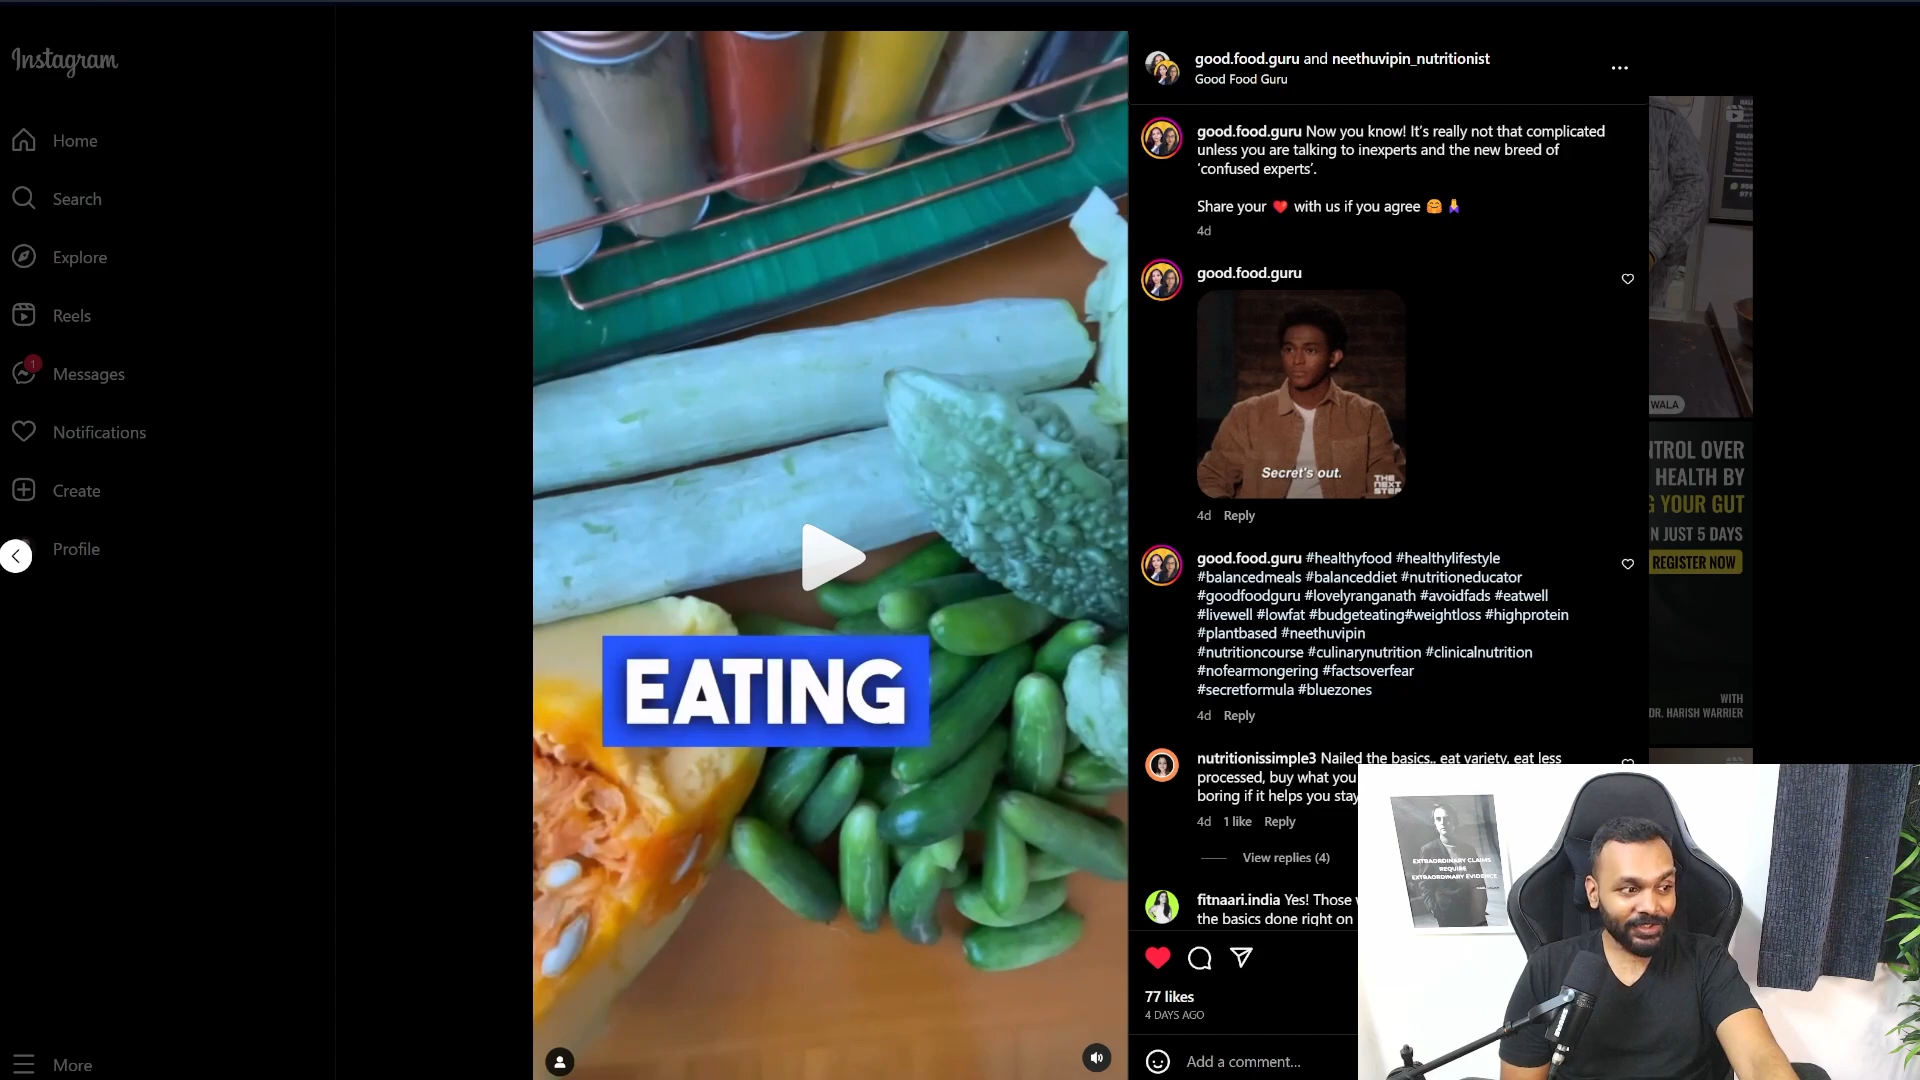 Instagram
Home
Search
Explore
Reels
1
Messages
Notifications
Create
Profile
More
EATING
good.food.guru and neethuvipin_nutritionist
Good Food Guru
good.food.guru Now you know! It's really not that complicated
unless you are talking to inexperts and the new breed of
'confused experts'.
Share your ❤️ with us if you agree 🤗🧘‍♀️
4d
good.food.guru
Secret's out.
THE
NEXT
STEP
4d Reply
good.food.guru #healthyfood #healthylifestyle
#balancedmeals #balanceddiet #nutritioneducator
#goodfoodguru #lovelyranganath #avoidfads #eatwell
#livewell #lowfat #budgeteating#weightloss #highprotein
#plantbased #neethuvipin
#nutritioncourse #culinarynutrition #clinicalnutrition
#nofearmongering #factsoverfear
#secretformula #bluezones
4d Reply
nutritionissimple3 Nailed the basics.. eat variety, eat less
processed, buy what you
boring if it helps you stay
4d 1 like Reply
View replies (4)
fitnaari.india Yes! Those
the basics done right on
77 likes
4 DAYS AGO
Add a comment...
WALA
NTROL OVER
HEALTH BY
G YOUR GUT
N JUST 5 DAYS
REGISTER NOW
WITH
DR. HARISH WARRIER
EXTRAORDINARY CLAIMS
REQUIRE
EXTRAORDINARY EVIDENCE